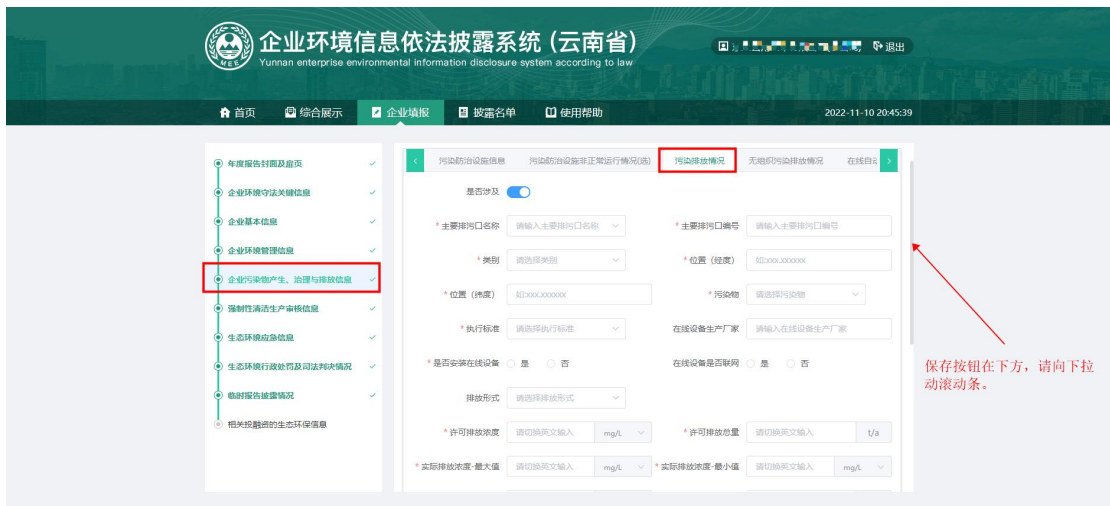 企业环境信息依法披露系统 (云南省)
Yunnan enterprise environmental information disclosure system according to law
MEE
退出
首页 综合展示 企业填报 披露名单 使用帮助 2022-11-10 20:45:39
年度报告封面及扉页
企业环境守法关键信息
企业基本信息
企业环境管理信息
企业污染物产生、治理与排放信息
强制性清洁生产审核信息
生态环境应急信息
生态环境行政处罚及司法判决情况
临时报告披露情况
相关投融资的生态环保信息
污染防治设施信息 污染防治设施非正常运行情况(选) 污染排放情况 无组织污染排放情况 在线自
是否涉及
* 主要排污口名称 请输入主要排污口名称 * 主要排污口编号 请输入主要排污口编号
* 类别 请选择类别 * 位置（经度） 如:xxx.xxxxxx
* 位置（纬度） 如:xxx.xxxxxx * 污染物 请选择污染物
* 执行标准 请选择执行标准 在线设备生产厂家 请输入在线设备生产厂家
* 是否安装在线设备 是 否 在线设备是否联网 是 否
排放形式 请选择排放形式
* 许可排放浓度 请切换英文输入 mg/L * 许可排放总量 请切换英文输入 t/a
* 实际排放浓度-最大值 请切换英文输入 mg/L * 实际排放浓度-最小值 请切换英文输入 mg/L
保存按钮在下方，请向下拉
动滚动条。